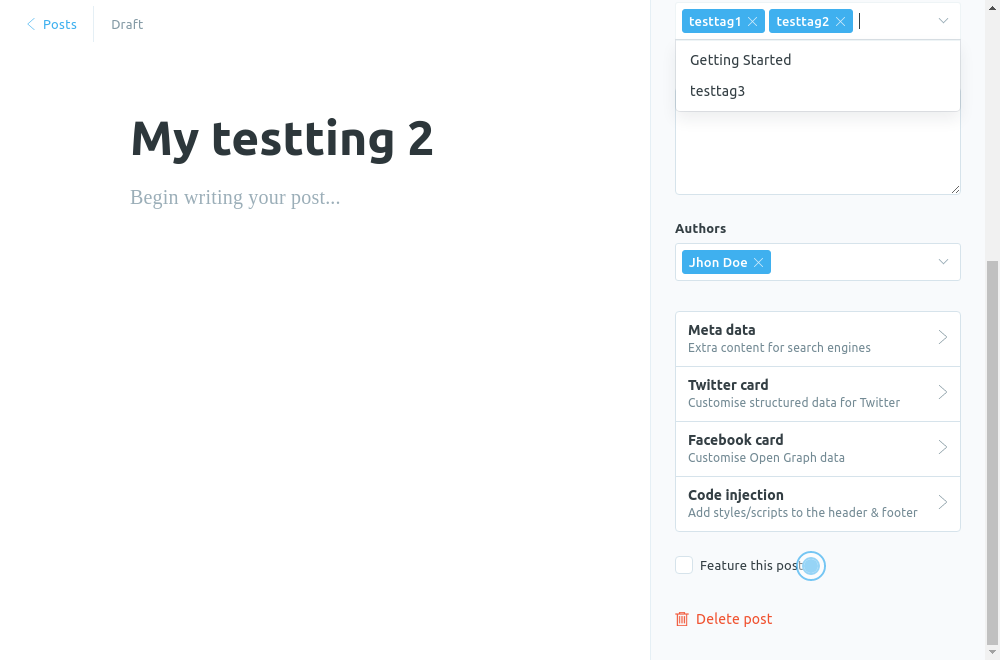 Posts
Draft
My testting 2
Begin writing your post...
testtag1
testtag2
Getting Started
testtag3
Authors
Jhon Doe
Meta data
Extra content for search engines
Twitter card
Customise structured data for Twitter
Facebook card
Customise Open Graph data
Code injection
Add styles/scripts to the header & footer
Feature this post
Delete post